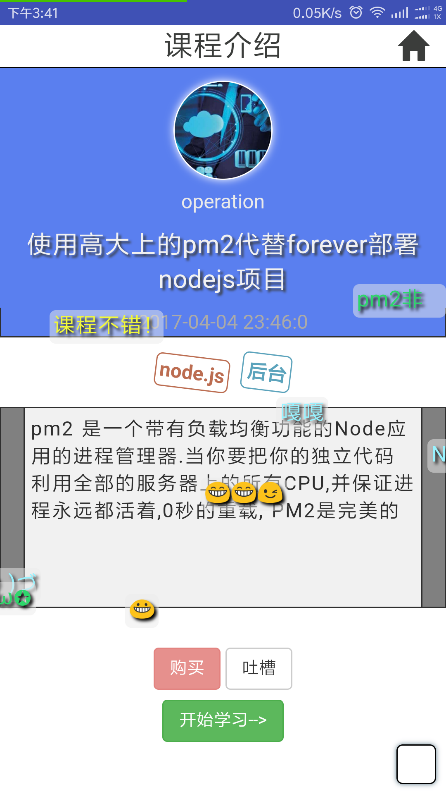 下午3:41
0.05K/s
4G
1X
课程介绍
operation
使用高大上的pm2代替forever部署
nodejs项目
pm2非
课程不错!
017-04-04 23:46:0
node.js
后台
嘎嘎
pm2 是一个带有负载均衡功能的Node应
用的进程管理器.当你要把你的独立代码
N
利用全部的服务器上的所有CPU,并保证进
程永远都活着,0秒的重载, PM2是完美的
购买
吐槽
开始学习-->